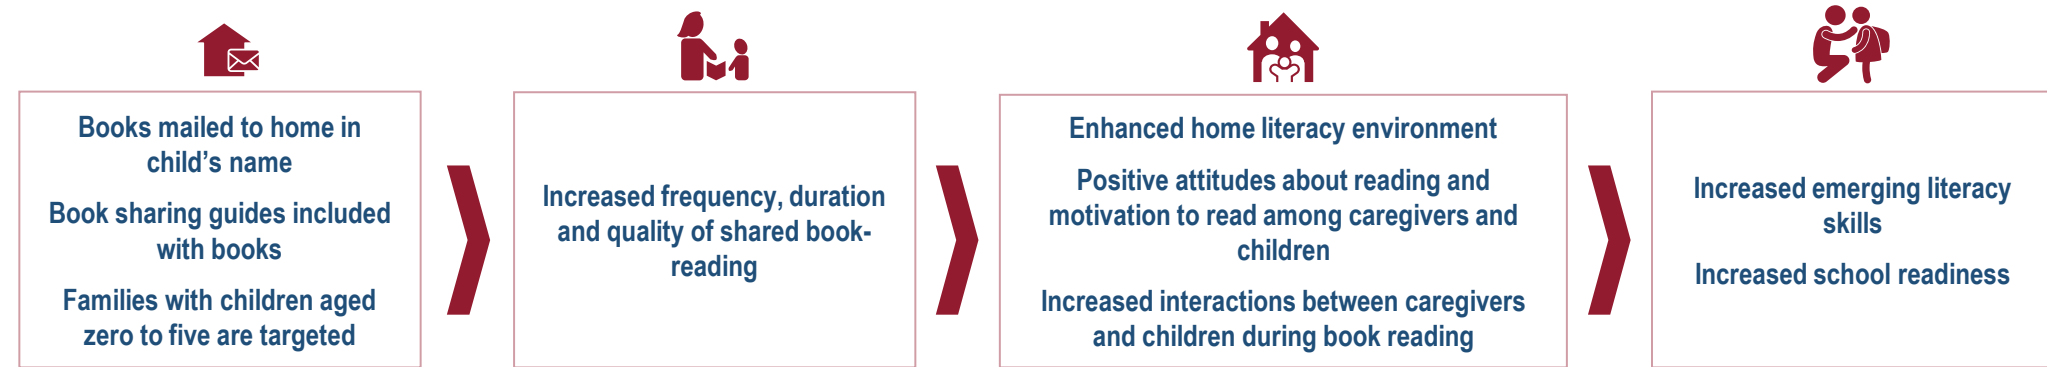 Books mailed to home in
child’s name
Book sharing guides included
with books
Families with children aged
zero to five are targeted
Increased frequency, duration
and quality of shared book-
reading
Enhanced home literacy environment
Positive attitudes about reading and
motivation to read among caregivers and
children
Increased interactions between caregivers
and children during book reading
Increased emerging literacy
skills
Increased school readiness